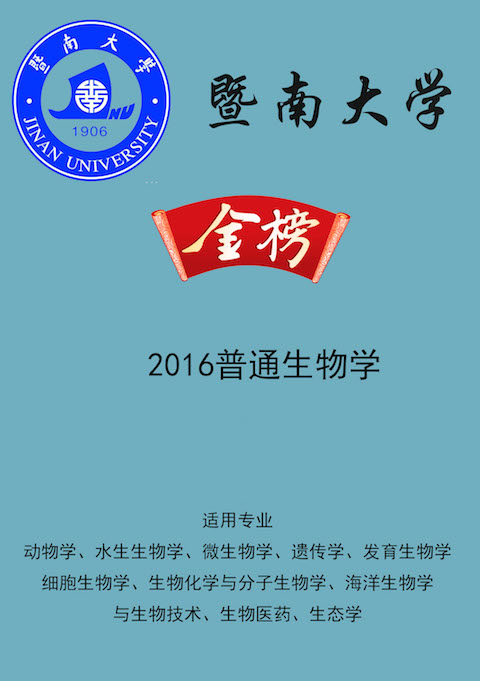 暨南大学
JNU
1906
JINAN UNIVERSITY
暨南大学
金榜
2016普通生物学
适用专业
动物学、水生生物学、微生物学、遗传学、发育生物学
细胞生物学、生物化学与分子生物学、海洋生物学
与生物技术、生物医药、生态学